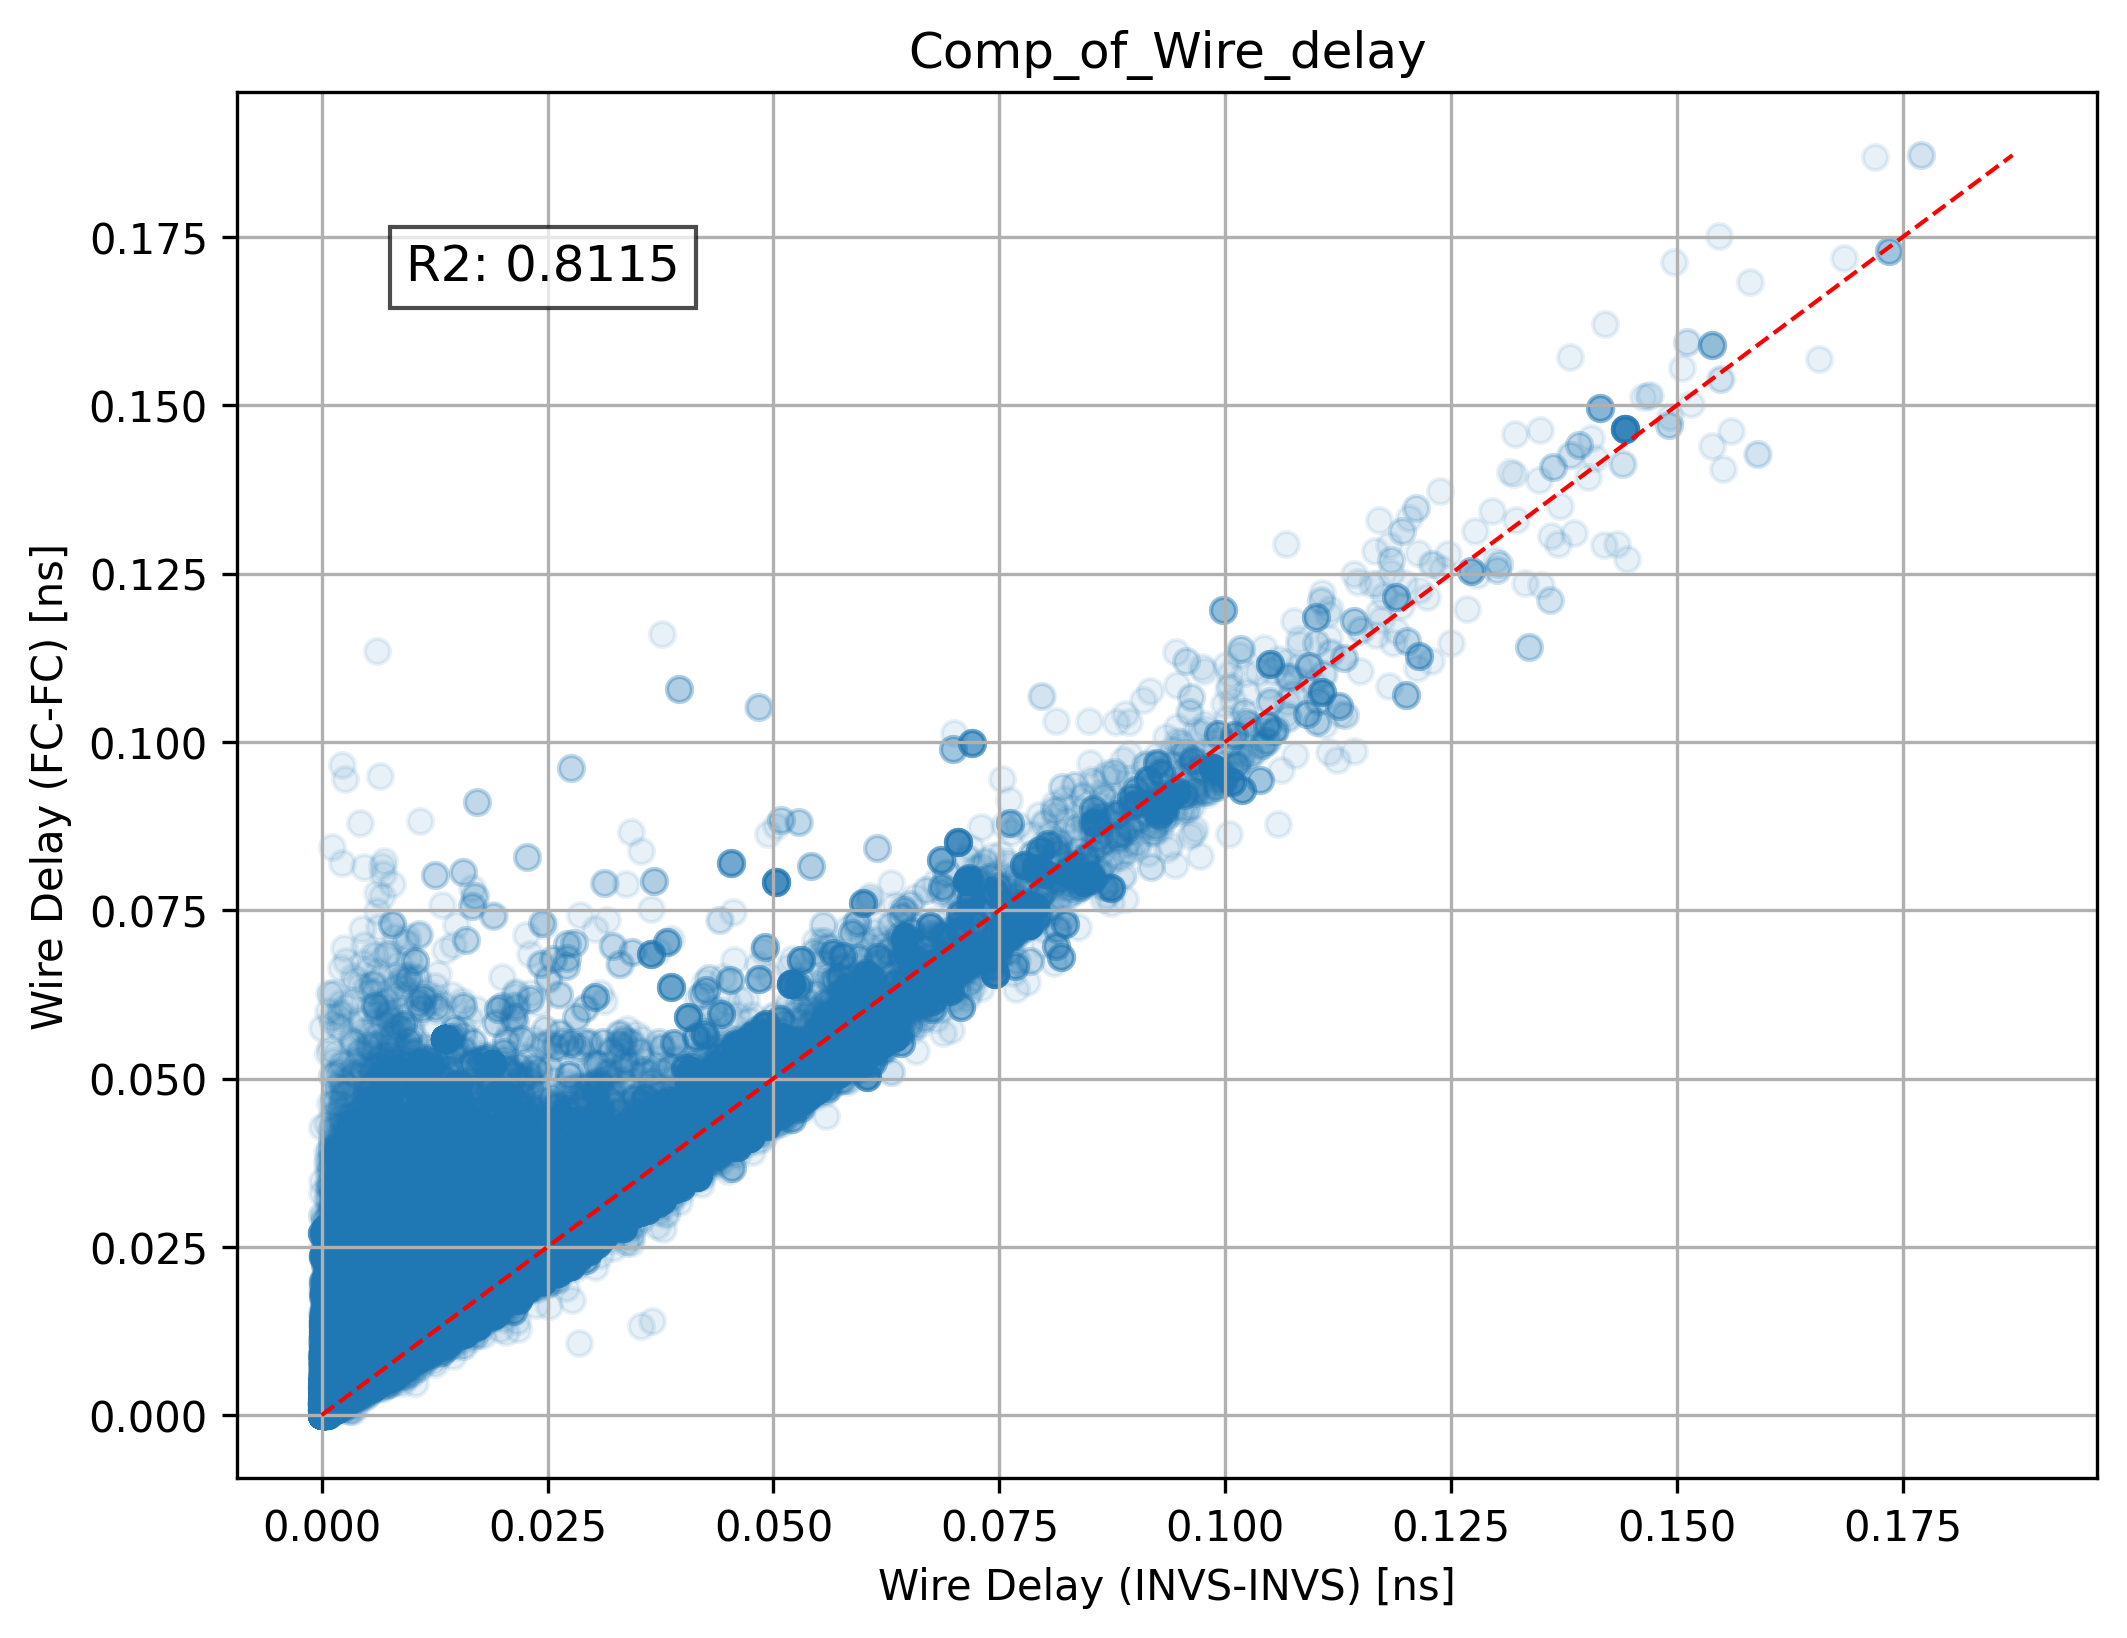 Comp_of_Wire_delay
R2: 0.8115
Wire Delay (FC-FC) [ns]
0.175
0.150
0.125
0.100
0.075
0.050
0.025
0.000
0.000 0.025 0.050 0.075 0.100 0.125 0.150 0.175
Wire Delay (INVS-INVS) [ns]